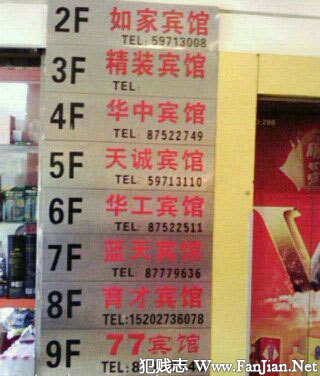 2F 如家宾馆
TEL: 59713008
3F 精装宾馆
TEL:
4F 华中宾馆
TEL: 87522749
5F 天诚宾馆
TEL: 59713110
6F 华工宾馆
TEL: 87522511
7F 蓝天宾馆
TEL: 87779636
8F 育才宾馆
TEL:15202736078
9F 77宾馆
TEL:
犯贱志 Www.FanJian.Net